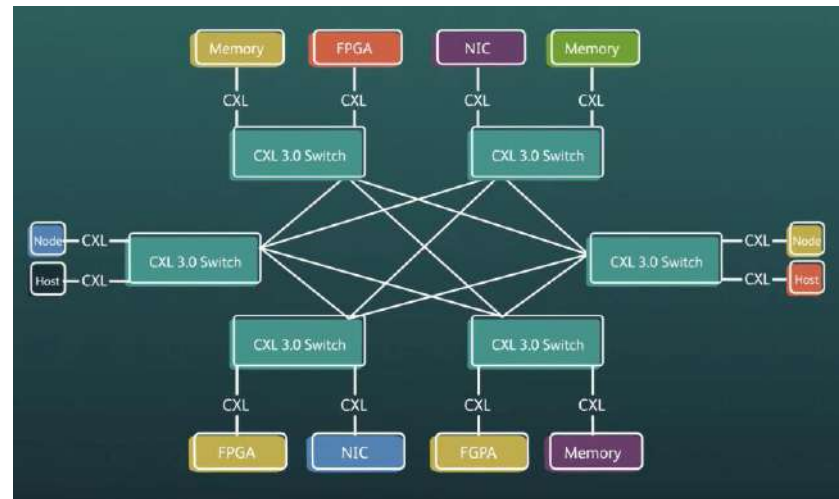 Memory FPGA NIC Memory
CXL CXL CXL CXL
CXL 3.0 Switch CXL 3.0 Switch
Node CXL CXL Node
CXL 3.0 Switch CXL 3.0 Switch
Host CXL CXL Host
CXL 3.0 Switch CXL 3.0 Switch
CXL CXL CXL CXL
FPGA NIC FGPA Memory